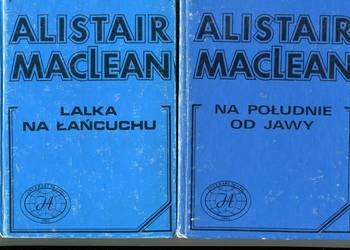 ALISTAIR
MACLEAN
LALKA
NA ŁAŃCUCHU
ALISTAIR
MACLEAN
NA POŁUDNIE
OD JAWY